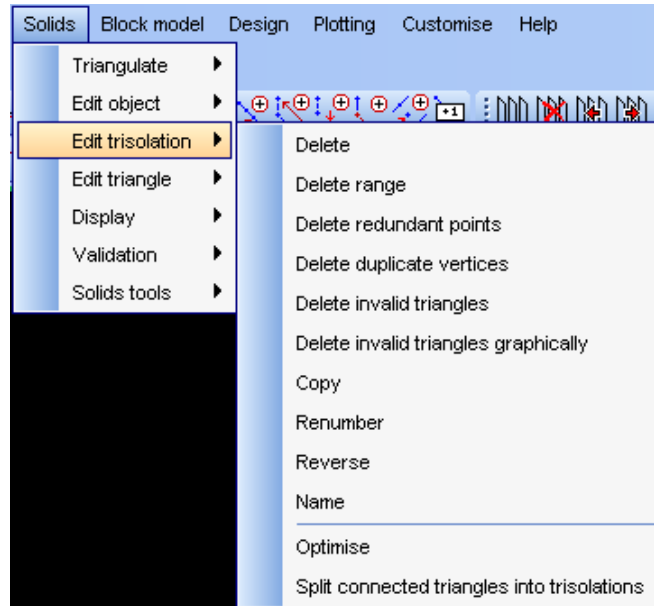 Solids Block model Design Plotting Customise Help
Triangulate
Edit object
+1
Edit trisolation
Delete
Edit triangle
Delete range
Display
Delete redundant points
Validation
Delete duplicate vertices
Solids tools
Delete invalid triangles
Delete invalid triangles graphically
Copy
Renumber
Reverse
Name
Optimise
Split connected triangles into trisolations